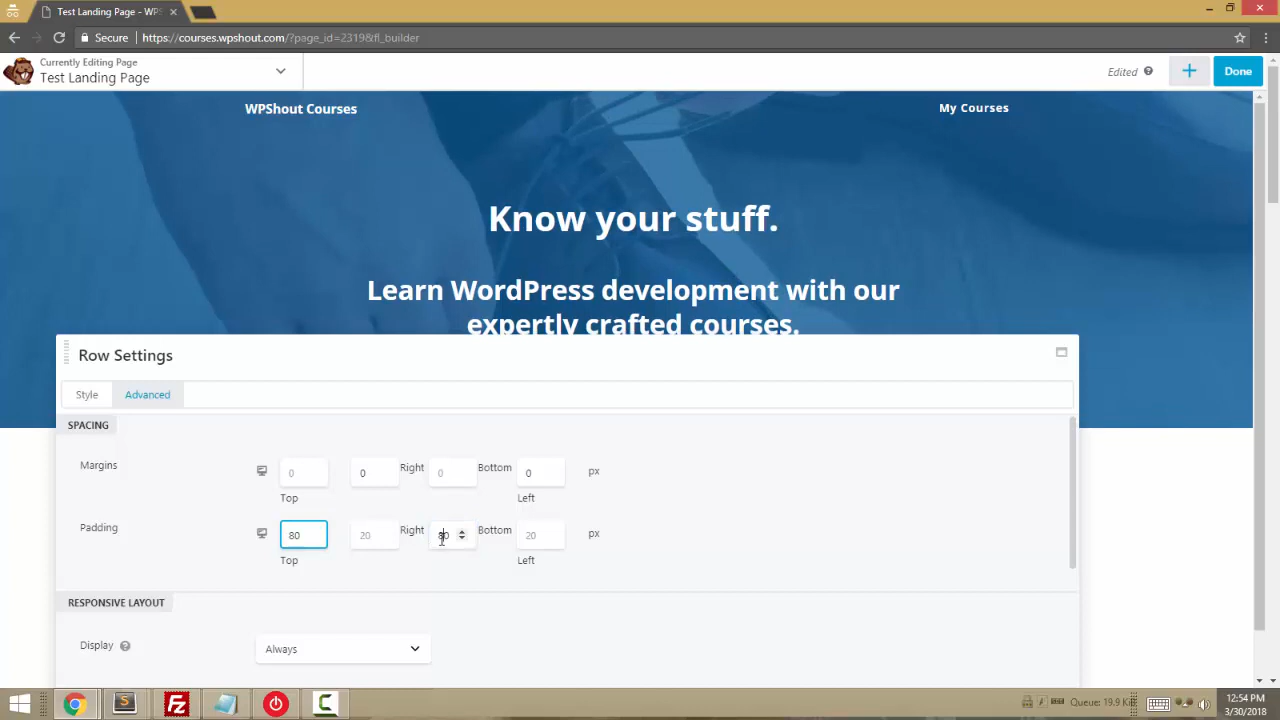 Test Landing Page - WPS
Secure
https://courses.wpshout.com/?page_id=2319&fl_builder
Currently Editing Page
Test Landing Page
Edited
Done
WPShout Courses
My Courses
Know your stuff.
Learn WordPress development with our
expertly crafted courses.
Row Settings
Style
Advanced
SPACING
Margins
0
0
Right
0
Bottom
0
px
Top
Left
Padding
80
20
Right
80
Bottom
20
px
Top
Left
RESPONSIVE LAYOUT
Display
Always
Queue: 19.9 K
12:54 PM
3/30/2018